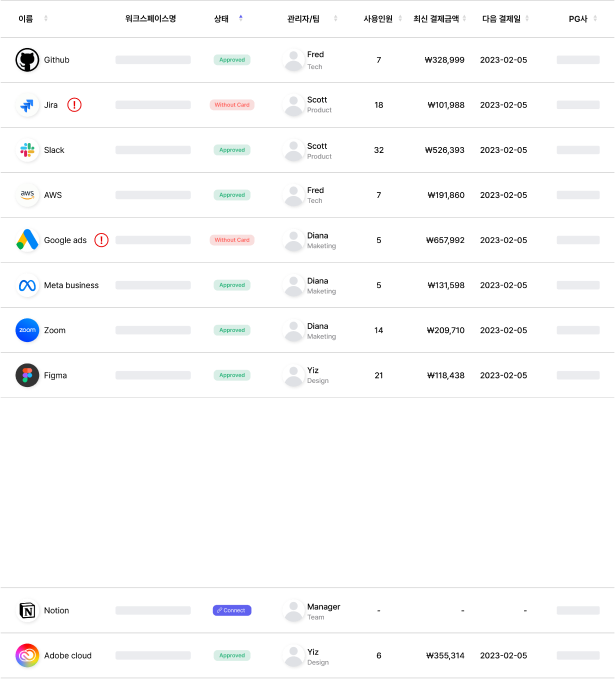 이름 워크스페이스명 상태 관리자/팀 사용인원 최신 결제금액 다음 결제일 PG사
Github Approved Fred 7 ₩328,999 2023-02-05
Tech
Jira Without Card Scott 18 ₩101,988 2023-02-05
Product
Slack Approved Scott 32 ₩526,393 2023-02-05
Product
aws AWS Approved Fred 7 ₩191,860 2023-02-05
Tech
Google ads Without Card Diana 5 ₩657,992 2023-02-05
Maketing
Meta business Approved Diana 5 ₩131,598 2023-02-05
Maketing
zoom Zoom Approved Diana 14 ₩209,710 2023-02-05
Maketing
Figma Approved Yiz 21 ₩118,438 2023-02-05
Design
Notion Connect Manager - - -
Team
Adobe cloud Approved Yiz 6 ₩355,314 2023-02-05
Design